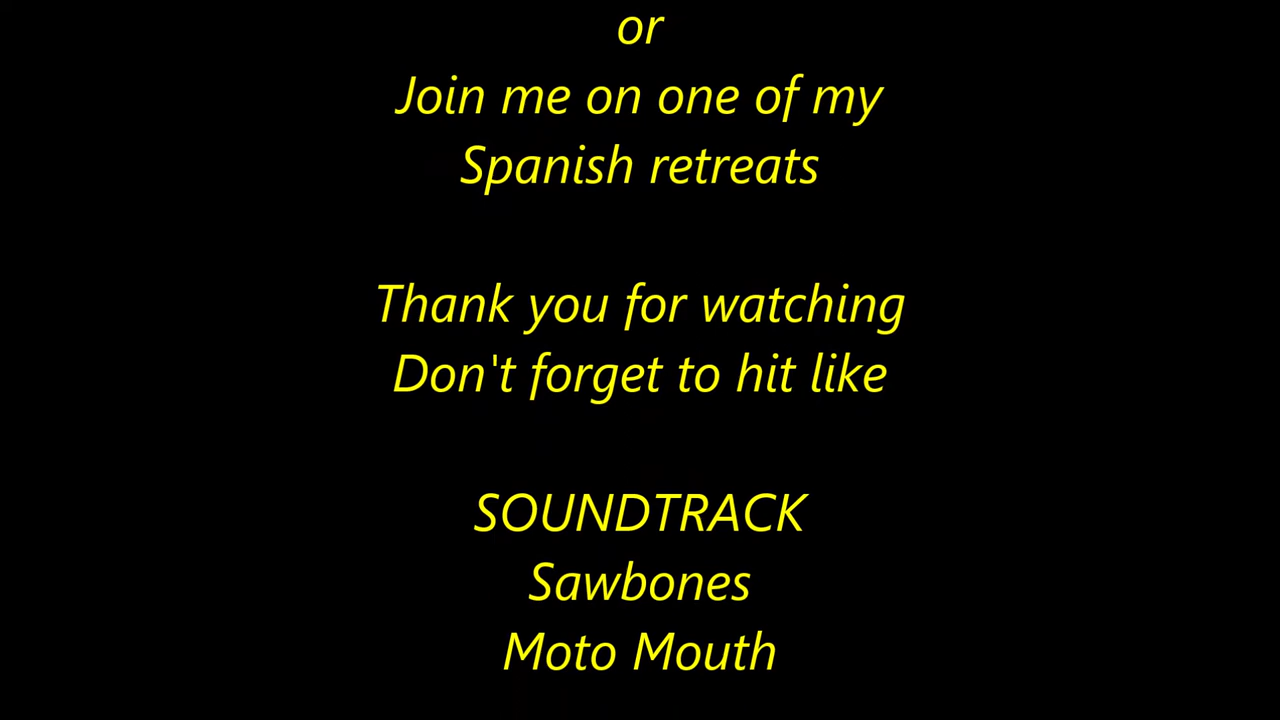 or
Join me on one of my
Spanish retreats
Thank you for watching
Don't forget to hit like
SOUNDTRACK
Sawbones
Moto Mouth